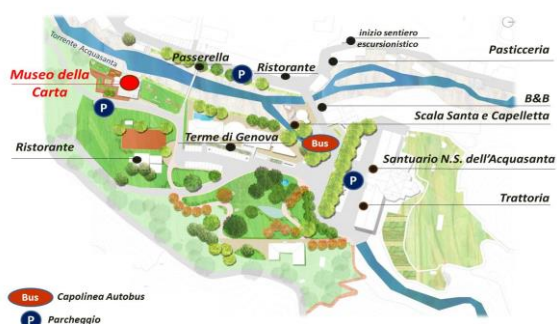 inizio sentiero
escursionistico
Torrente Acquasanta
Passerella
Pasticceria
Ristorante
P
Museo della
Carta
B&B
P
Scala Santa e Capelletta
Ristorante
Terme di Genova
Bus
Santuario N.S. dell'Acquasanta
P
Trattoria
Bus Capolinea Autobus
P Parcheggio